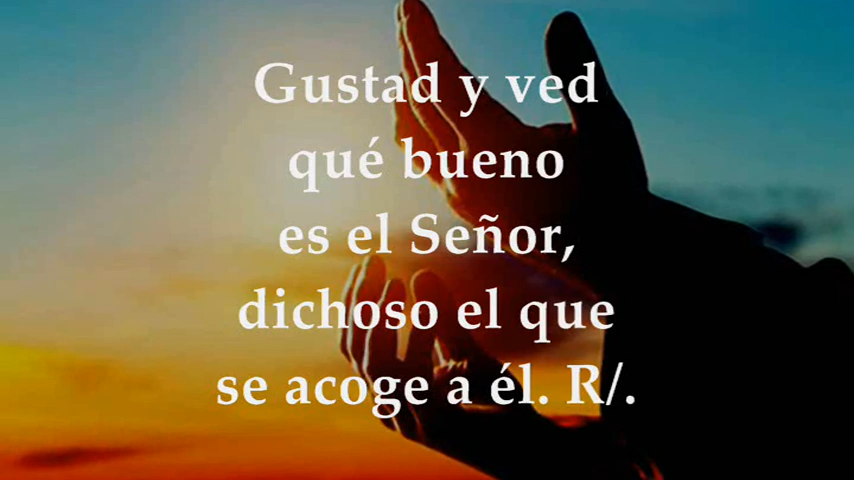 Gustad y ved
qué bueno
es el Señor,
dichoso el que
se acoge a él. R/.